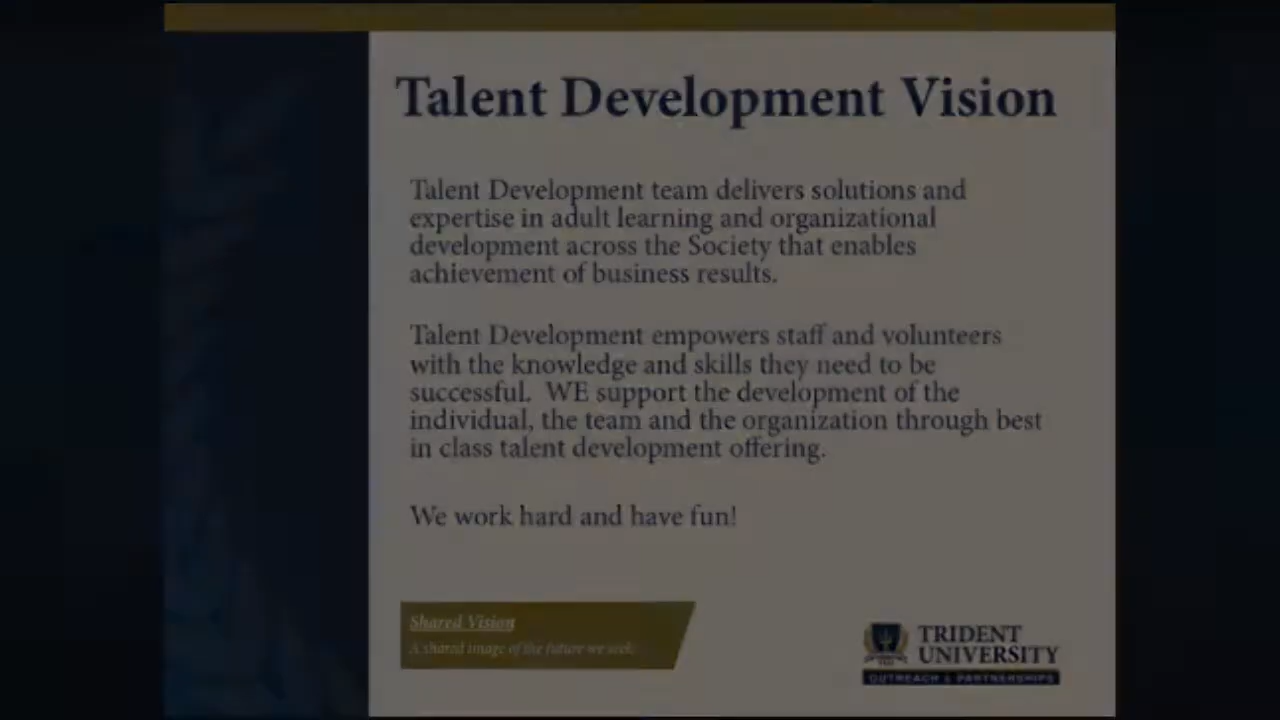 Talent Development Vision
Talent Development team delivers solutions and
expertise in adult learning and organizational
development across the Society that enables
achievement of business results.
Talent Development empowers staff and volunteers
with the knowledge and skills they need to be
successful.  WE support the development of the
individual, the team and the organization through best
in class talent development offering.
We work hard and have fun!
Shared Vision
A shared image of the future we seek
TRIDENT
UNIVERSITY
OUTREACH & PARTNERSHIPS